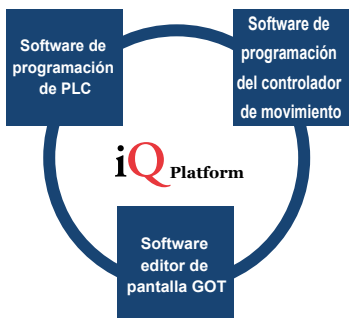 Software de
programación
de PLC
Software de
programación
del controlador
de movimiento
iQ Platform
Software
editor de
pantalla GOT